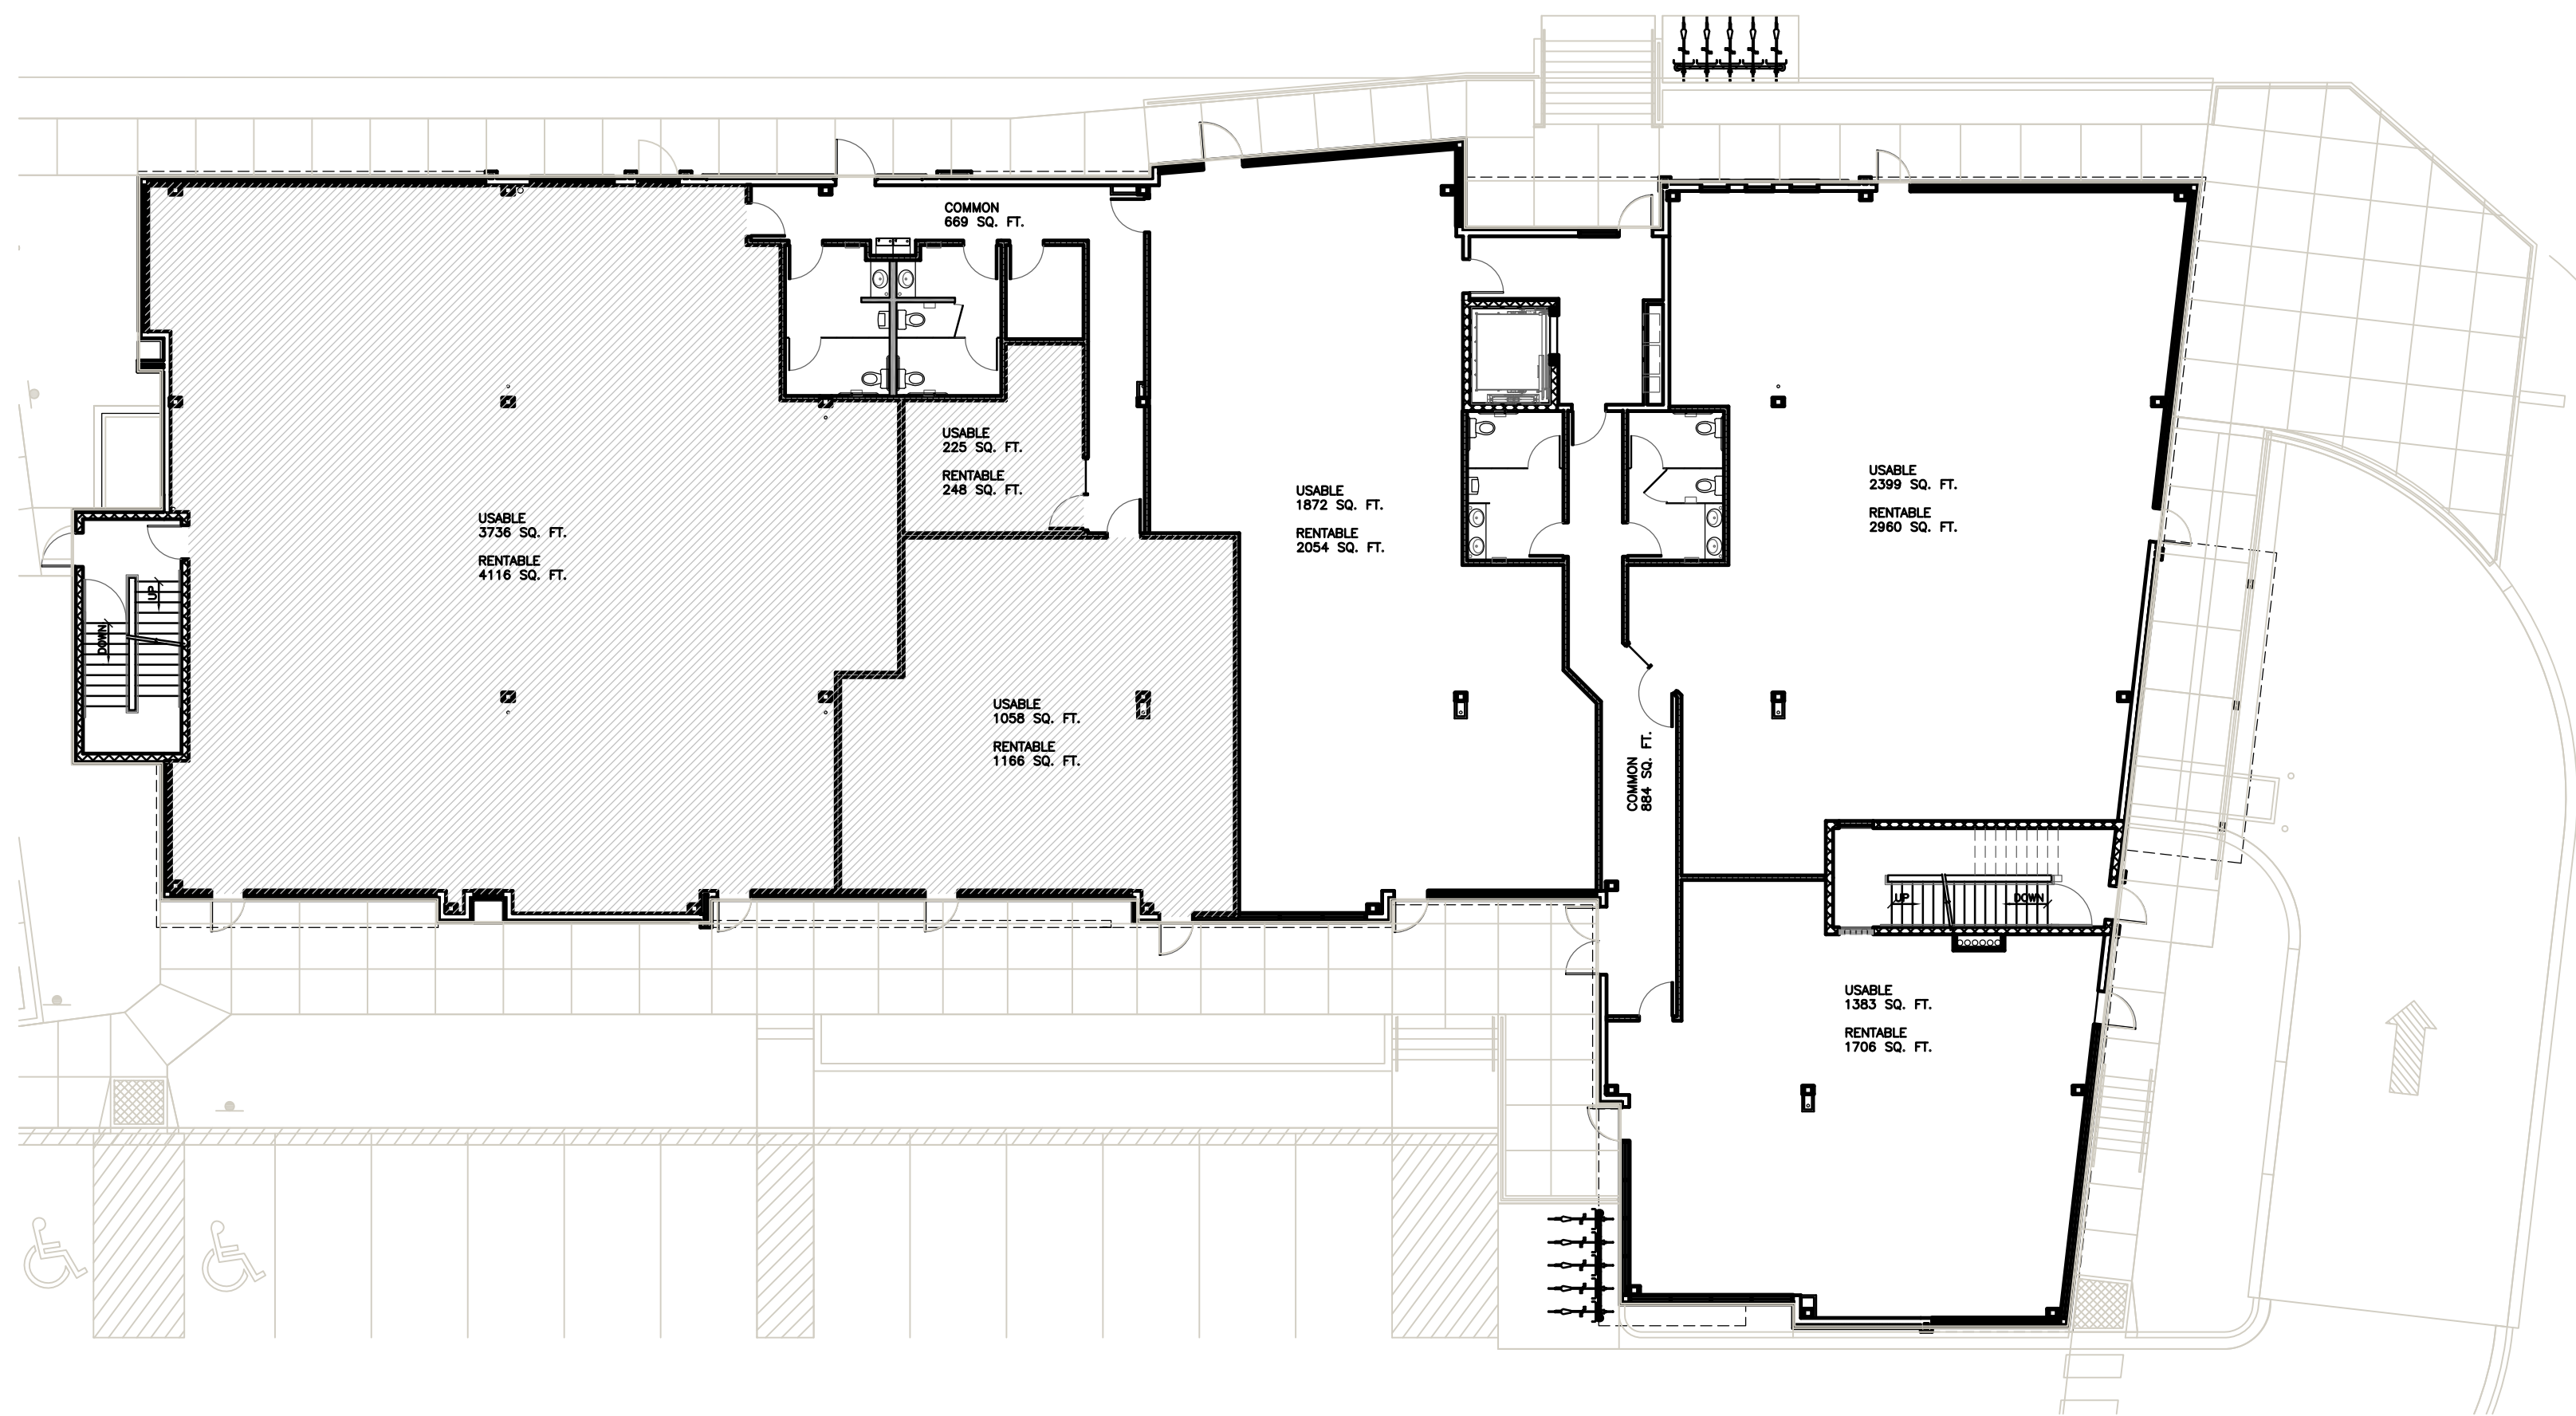 COMMON
669 SQ. FT.
USABLE
225 SQ. FT.
RENTABLE
248 SQ. FT.
USABLE
3736 SQ. FT.
RENTABLE
4116 SQ. FT.
USABLE
1872 SQ. FT.
RENTABLE
2054 SQ. FT.
USABLE
2399 SQ. FT.
RENTABLE
2960 SQ. FT.
UP
DOWN
USABLE
1058 SQ. FT.
RENTABLE
1166 SQ. FT.
COMMON
884 SQ. FT.
UP
DOWN
USABLE
1383 SQ. FT.
RENTABLE
1706 SQ. FT.